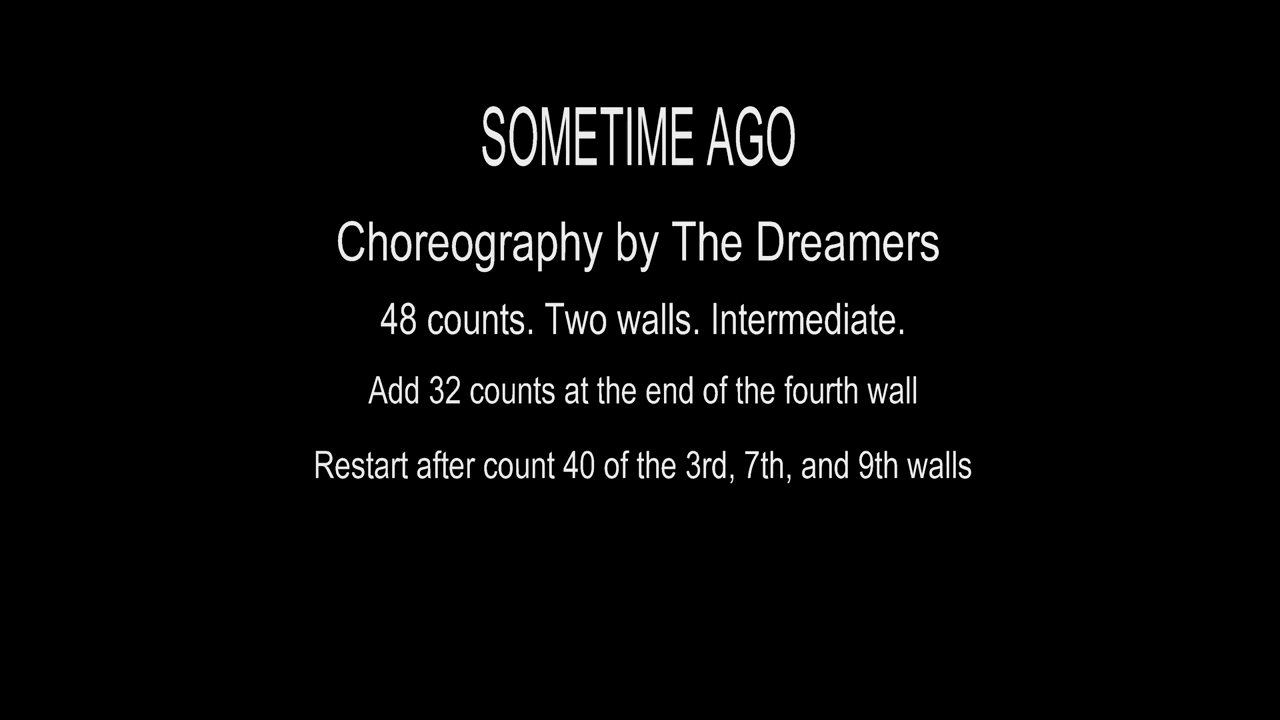 SOMETIME AGO
Choreography by The Dreamers
48 counts. Two walls. Intermediate.
Add 32 counts at the end of the fourth wall
Restart after count 40 of the 3rd, 7th, and 9th walls